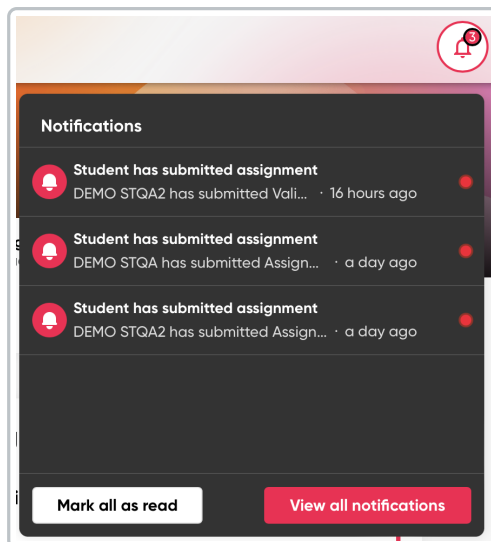 3
Notifications
Student has submitted assignment
DEMO STQA2 has submitted Vali... · 16 hours ago
Student has submitted assignment
DEMO STQA has submitted Assign... · a day ago
Student has submitted assignment
DEMO STQA2 has submitted Assign... · a day ago
Mark all as read
View all notifications